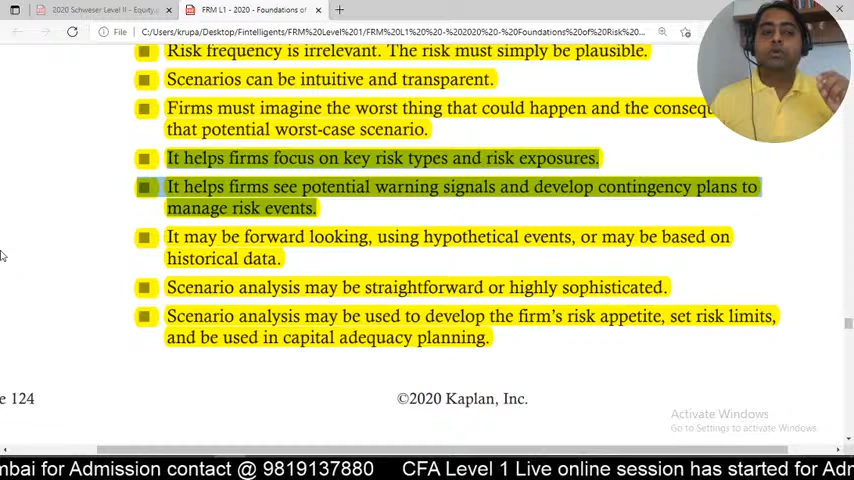 2020 Schweser Level II - Equity
FRM L1 - 2020 - Foundations of
File
C:/Users/krupa/Desktop/Fintelligents/FRM%20Level%201/FRM%20L1%20%20-%202020%20-%20Foundations%20of%20Risk%20M...
Risk frequency is irrelevant. The risk must simply be plausible.
Scenarios can be intuitive and transparent.
Firms must imagine the worst thing that could happen and the
that potential worst-case scenario.
It helps firms focus on key risk types and risk exposures.
It helps firms see potential warning signals and develop contingency plans to
manage risk events.
It may be forward looking, using hypothetical events, or may be based on
historical data.
Scenario analysis may be straightforward or highly sophisticated.
Scenario analysis may be used to develop the firm's risk appetite, set risk limits,
and be used in capital adequacy planning.
e 124
©2020 Kaplan, Inc.
Activate Windows
Go to Settings to activate Windows.
for Admission contact @ 9819137880 CFA Level 1 Live online session has started for